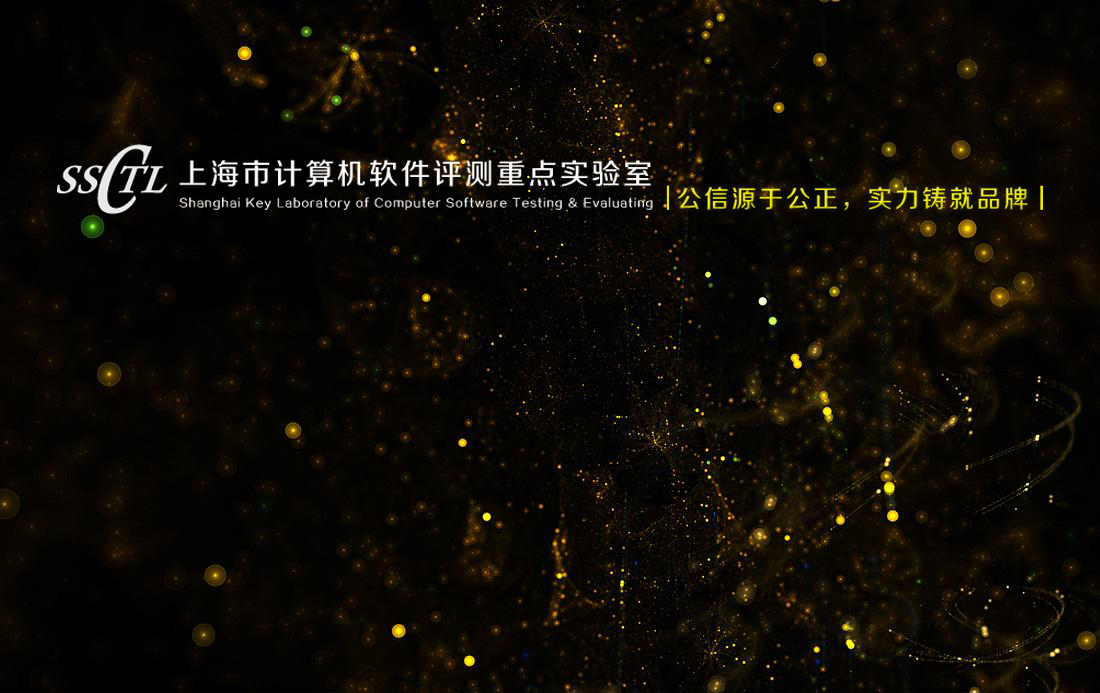 SSCTL
上海市计算机软件评测重点实验室
Shanghai Key Laboratory of Computer Software Testing & Evaluating
|公信源于公正，实力铸就品牌|